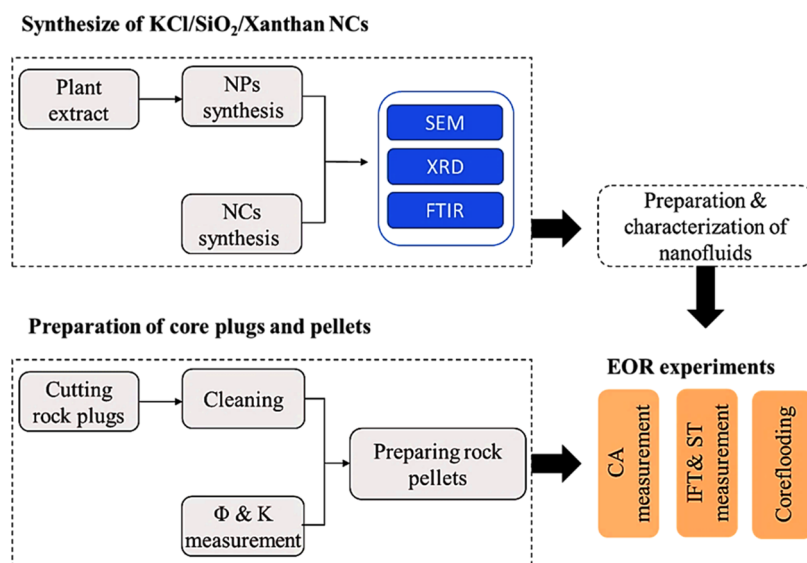 Synthesize of KCl/SiO₂/Xanthan NCs
Plant
extract
NPs
synthesis
NCs
synthesis
SEM
XRD
FTIR
Preparation &
characterization of
nanofluids
Preparation of core plugs and pellets
Cutting
rock plugs
Cleaning
Φ & K
measurement
Preparing rock
pellets
EOR experiments
CA
measurement
IFT& ST
measurement
Coreflooding